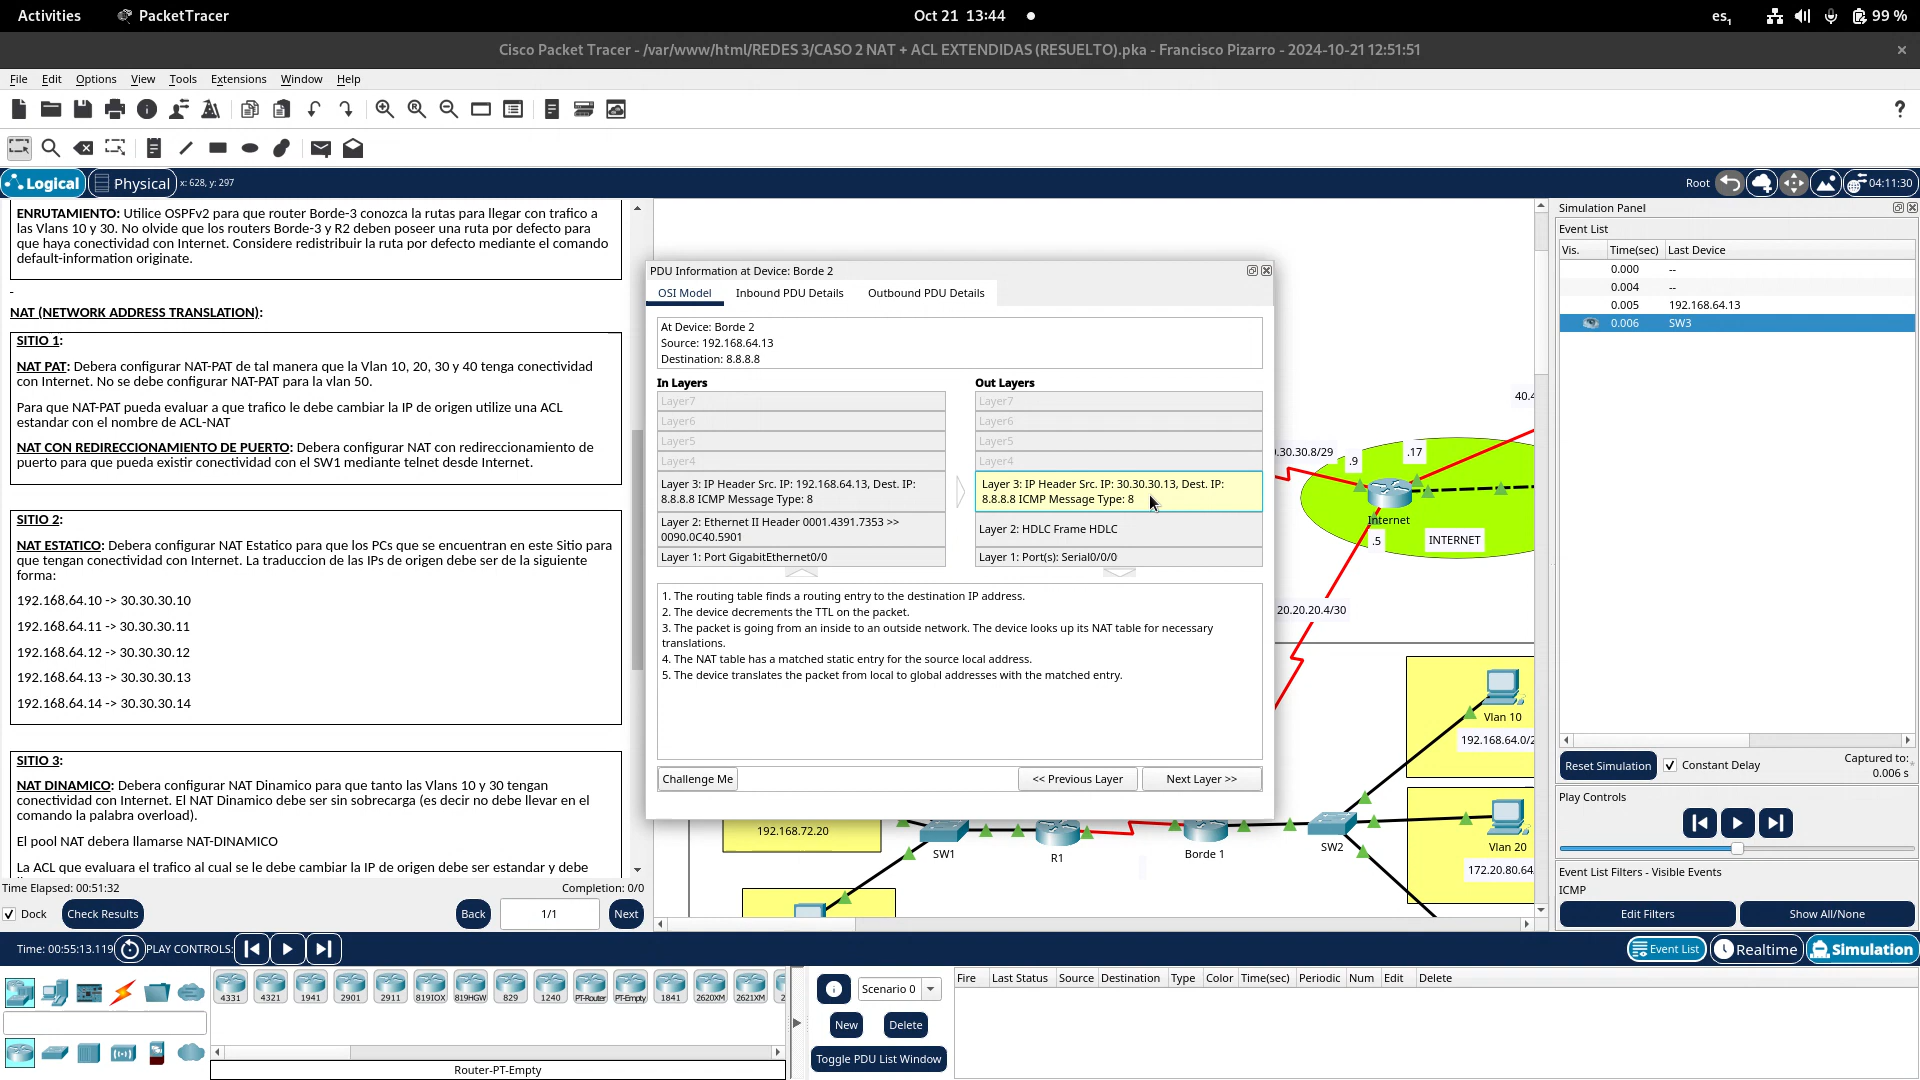 Activities
PacketTracer
Oct 21 13:44
es1
99 %
Cisco Packet Tracer - /var/www/html/REDES 3/CASO 2 NAT + ACL EXTENDIDAS (RESUELTO).pka - Francisco Pizarro - 2024-10-21 12:51:51
File Edit Options View Tools Extensions Window Help
Logical
Physical
x: 628, y: 297
Root
04:11:30
ENRUTAMIENTO: Utilice OSPFv2 para que router Borde-3 conozca la rutas para llegar con trafico a
las Vlans 10 y 30. No olvide que los routers Borde-3 y R2 deben poseer una ruta por defecto para
que haya conectividad con Internet. Considere redistribuir la ruta por defecto mediante el comando
default-information originate.
-
NAT (NETWORK ADDRESS TRANSLATION):
SITIO 1:
NAT PAT: Debera configurar NAT-PAT de tal manera que la Vlan 10, 20, 30 y 40 tenga conectividad
con Internet. No se debe configurar NAT-PAT para la vlan 50.
Para que NAT-PAT pueda evaluar a que trafico le debe cambiar la IP de origen utilize una ACL
estandar con el nombre de ACL-NAT
NAT CON REDIRECCIONAMIENTO DE PUERTO: Debera configurar NAT con redireccionamiento de
puerto para que pueda existir conectividad con el SW1 mediante telnet desde Internet.
SITIO 2:
NAT ESTATICO: Debera configurar NAT Estatico para que los PCs que se encuentran en este Sitio para
que tengan conectividad con Internet. La traduccion de las IPs de origen debe ser de la siguiente
forma:
192.168.64.10 -> 30.30.30.10
192.168.64.11 -> 30.30.30.11
192.168.64.12 -> 30.30.30.12
192.168.64.13 -> 30.30.30.13
192.168.64.14 -> 30.30.30.14
SITIO 3:
NAT DINAMICO: Debera configurar NAT Dinamico para que tanto las Vlans 10 y 30 tengan
conectividad con Internet. El NAT Dinamico debe ser sin sobrecarga (es decir no debe llevar en el
comando la palabra overload).
El pool NAT debera llamarse NAT-DINAMICO
La ACL que evaluara el trafico al cual se le debe cambiar la IP de origen debe ser estandar y debe
Time Elapsed: 00:51:32
Completion: 0/0
Dock
Check Results
Back
1/1
Next
PDU Information at Device: Borde 2
OSI Model
Inbound PDU Details
Outbound PDU Details
At Device: Borde 2
Source: 192.168.64.13
Destination: 8.8.8.8
In Layers
Layer7
Layer6
Layer5
Layer4
Layer 3: IP Header Src. IP: 192.168.64.13, Dest. IP:
8.8.8.8 ICMP Message Type: 8
Layer 2: Ethernet II Header 0001.4391.7353 >>
0090.0C40.5901
Layer 1: Port GigabitEthernet0/0
Out Layers
Layer7
Layer6
Layer5
Layer4
Layer 3: IP Header Src. IP: 30.30.30.13, Dest. IP:
8.8.8.8 ICMP Message Type: 8
Layer 2: HDLC Frame HDLC
Layer 1: Port(s): Serial0/0/0
1. The routing table finds a routing entry to the destination IP address.
2. The device decrements the TTL on the packet.
3. The packet is going from an inside to an outside network. The device looks up its NAT table for necessary
translations.
4. The NAT table has a matched static entry for the source local address.
5. The device translates the packet from local to global addresses with the matched entry.
Challenge Me
<< Previous Layer
Next Layer >>
40.4
.30.30.8/29
.9
.17
Internet
.5
INTERNET
20.20.20.4/30
Vlan 10
192.168.64.0/2
Vlan 20
172.20.80.64
192.168.72.20
SW1
R1
Borde 1
SW2
Simulation Panel
Event List
Vis. Time(sec) Last Device
0.000 --
0.004 --
0.005 192.168.64.13
0.006 SW3
Reset Simulation
Constant Delay
Captured to:
0.006 s
Play Controls
Event List Filters - Visible Events
ICMP
Edit Filters
Show All/None
Time: 00:55:13.119
PLAY CONTROLS:
Event List
Realtime
Simulation
4331 4321 1941 2901 2911 819IOX 819HGW 829 1240 PT-Router PT-Empty 1841 2620XM 2621XM 2
Router-PT-Empty
Scenario 0
New
Delete
Toggle PDU List Window
Fire Last Status Source Destination Type Color Time(sec) Periodic Num Edit Delete